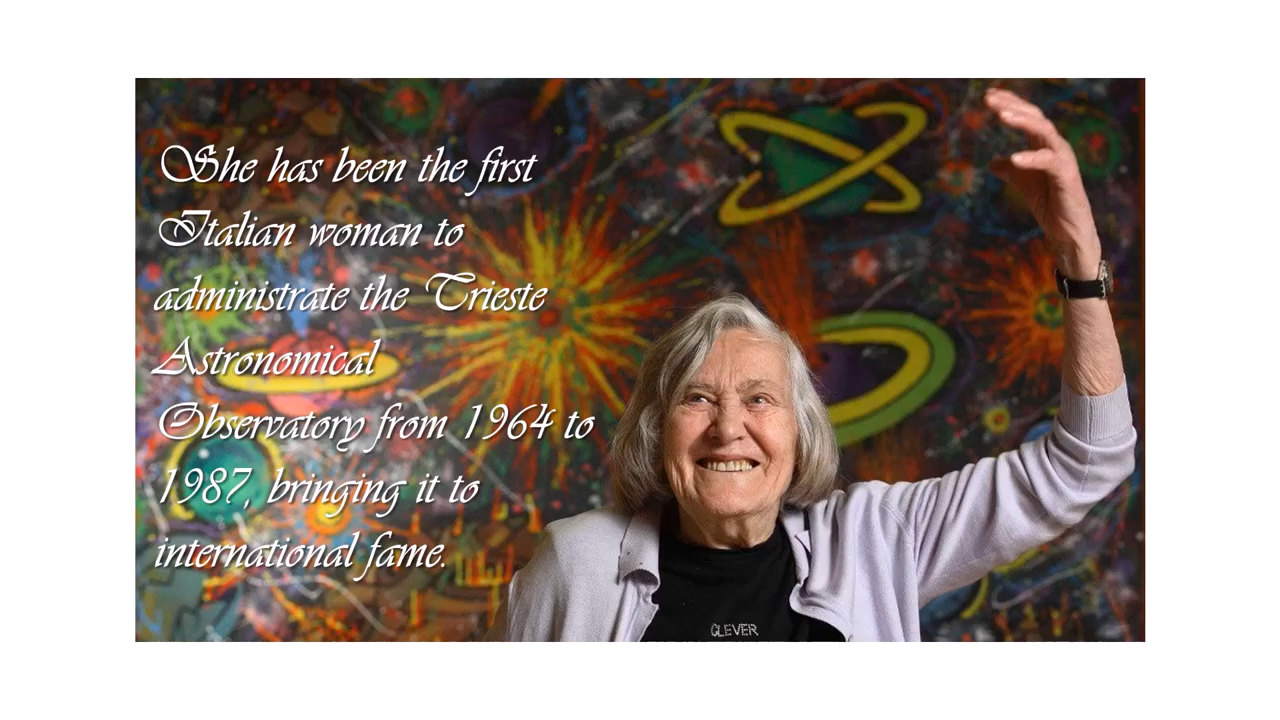 She has been the first
Italian woman to
administrate the Trieste
Astronomical
Observatory from 1964 to
1987, bringing it to
international fame.
CLEVER